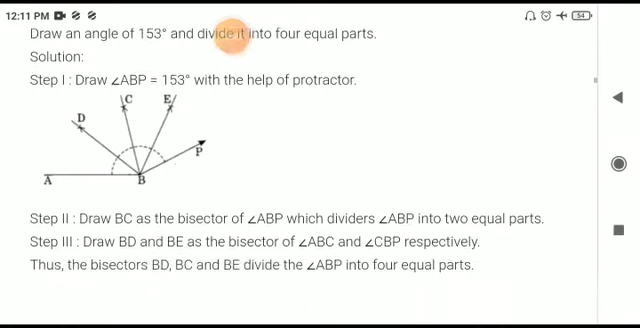 12:11 PM
54
Draw an angle of 153° and divide it into four equal parts.
Solution:
Step I : Draw ∠ABP = 153° with the help of protractor.
C E
D
P
A B
Step II : Draw BC as the bisector of ∠ABP which dividers ∠ABP into two equal parts.
Step III : Draw BD and BE as the bisector of ∠ABC and ∠CBP respectively.
Thus, the bisectors BD, BC and BE divide the ∠ABP into four equal parts.